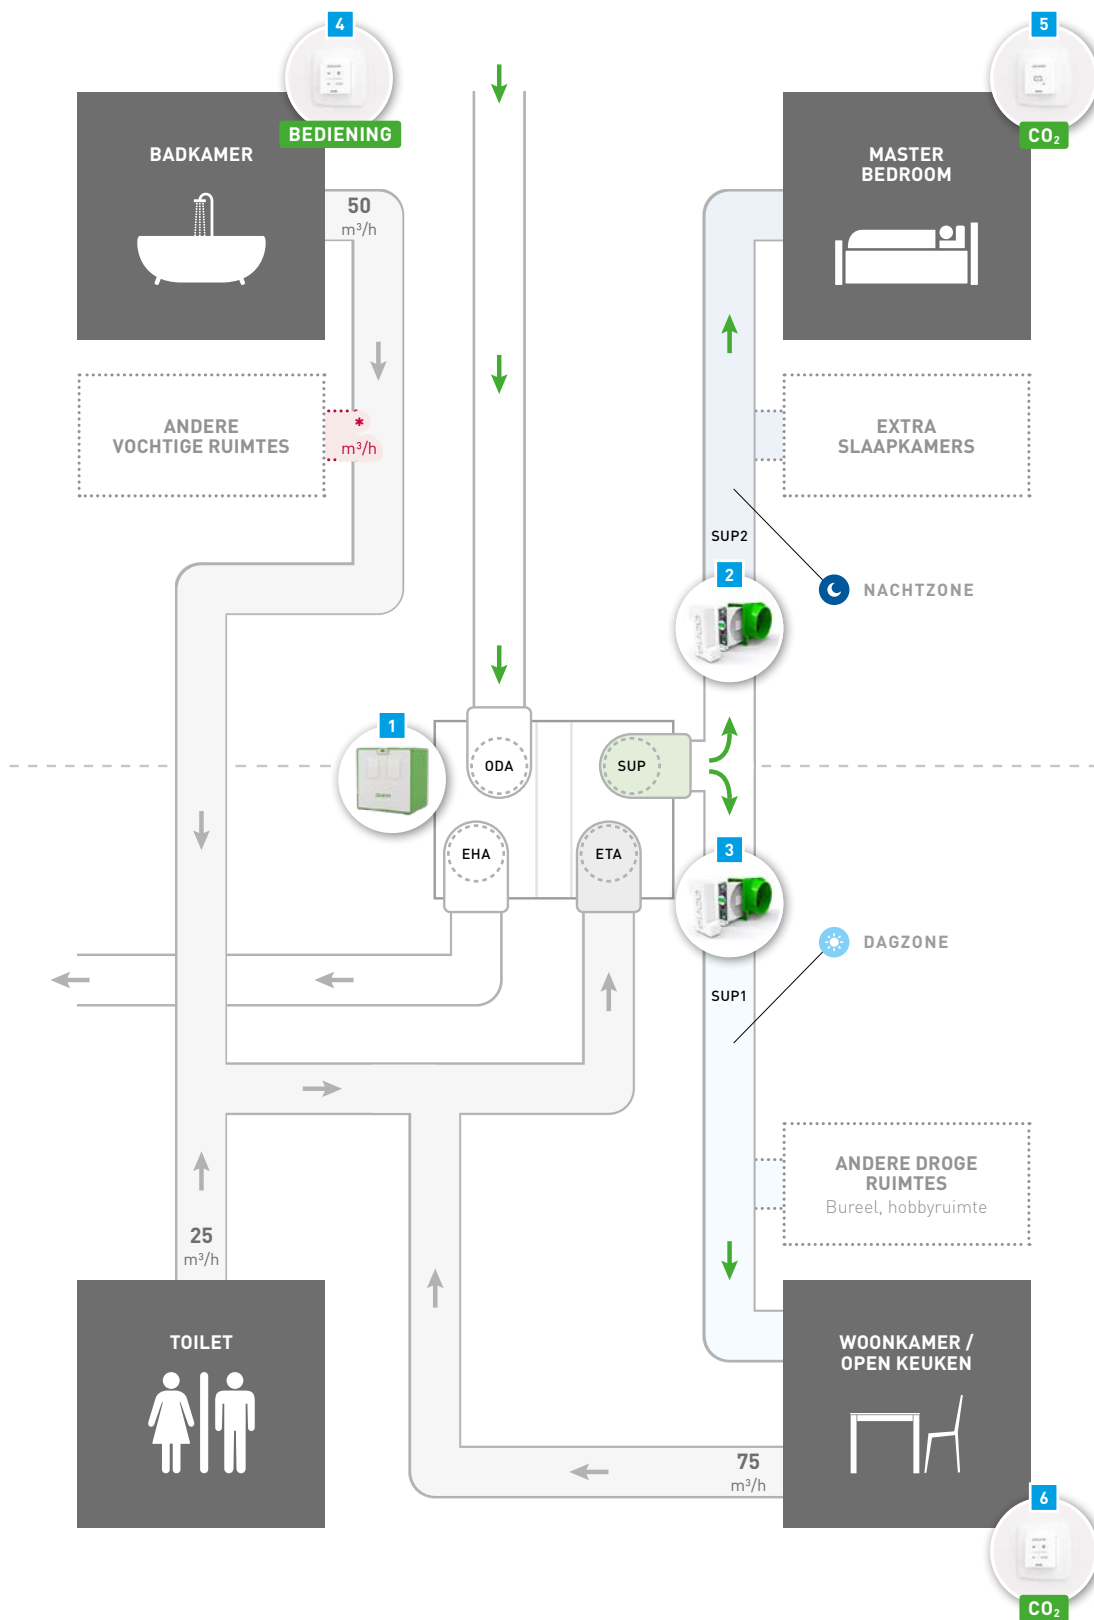 4
BEDIENING
BADKAMER
50
m³/h
5
CO₂
MASTER
BEDROOM
ANDERE
VOCHTIGE RUIMTES
*
m³/h
EXTRA
SLAAPKAMERS
SUP2
2
NACHTZONE
1
ODA
SUP
EHA
ETA
3
DAGZONE
SUP1
ANDERE DROGE
RUIMTES
Bureel, hobbyruimte
25
m³/h
TOILET
WOONKAMER /
OPEN KEUKEN
75
m³/h
6
CO₂